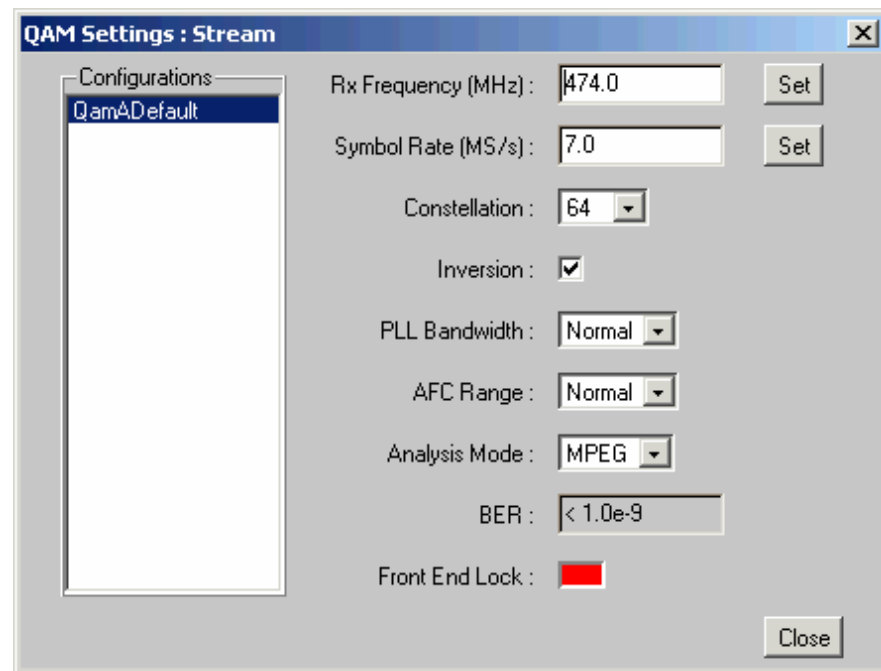 QAM Settings : Stream
Configurations
QamADefault
Rx Frequency (MHz) : 474.0 Set
Symbol Rate (MS/s) : 7.0 Set
Constellation : 64
Inversion :
PLL Bandwidth : Normal
AFC Range : Normal
Analysis Mode : MPEG
BER : < 1.0e-9
Front End Lock :
Close